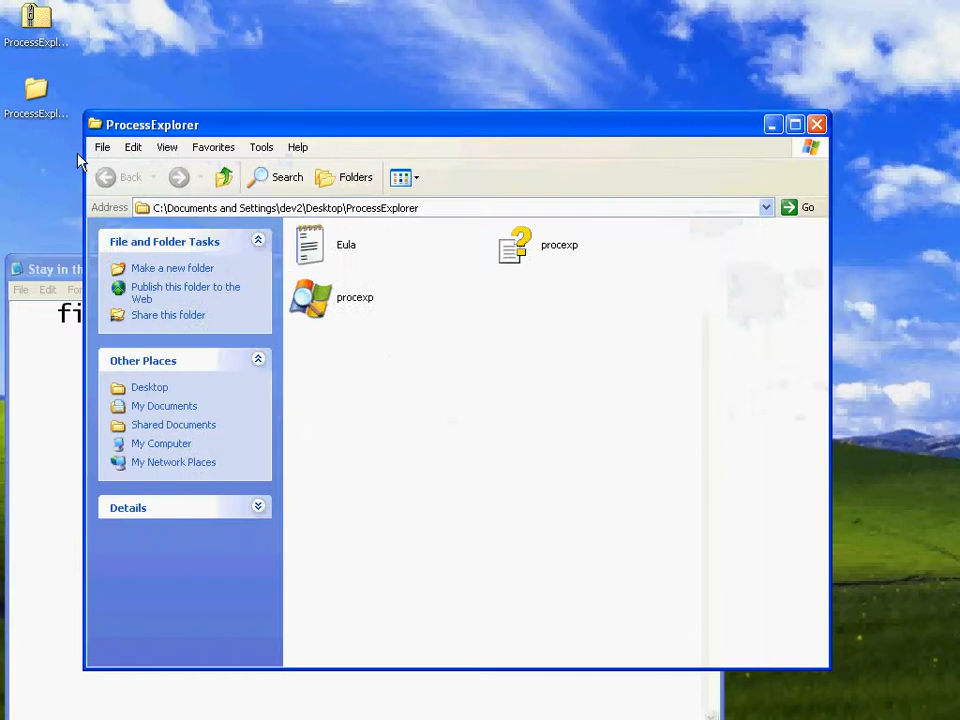 ProcessExpl...
ProcessExpl...
ProcessExplorer
File Edit View Favorites Tools Help
Back Search Folders
Address C:\Documents and Settings\dev2\Desktop\ProcessExplorer Go
File and Folder Tasks
Make a new folder
Publish this folder to the
Web
Share this folder
Other Places
Desktop
My Documents
Shared Documents
My Computer
My Network Places
Details
Eula
procexp
procexp
Stay in th
File Edit
fi